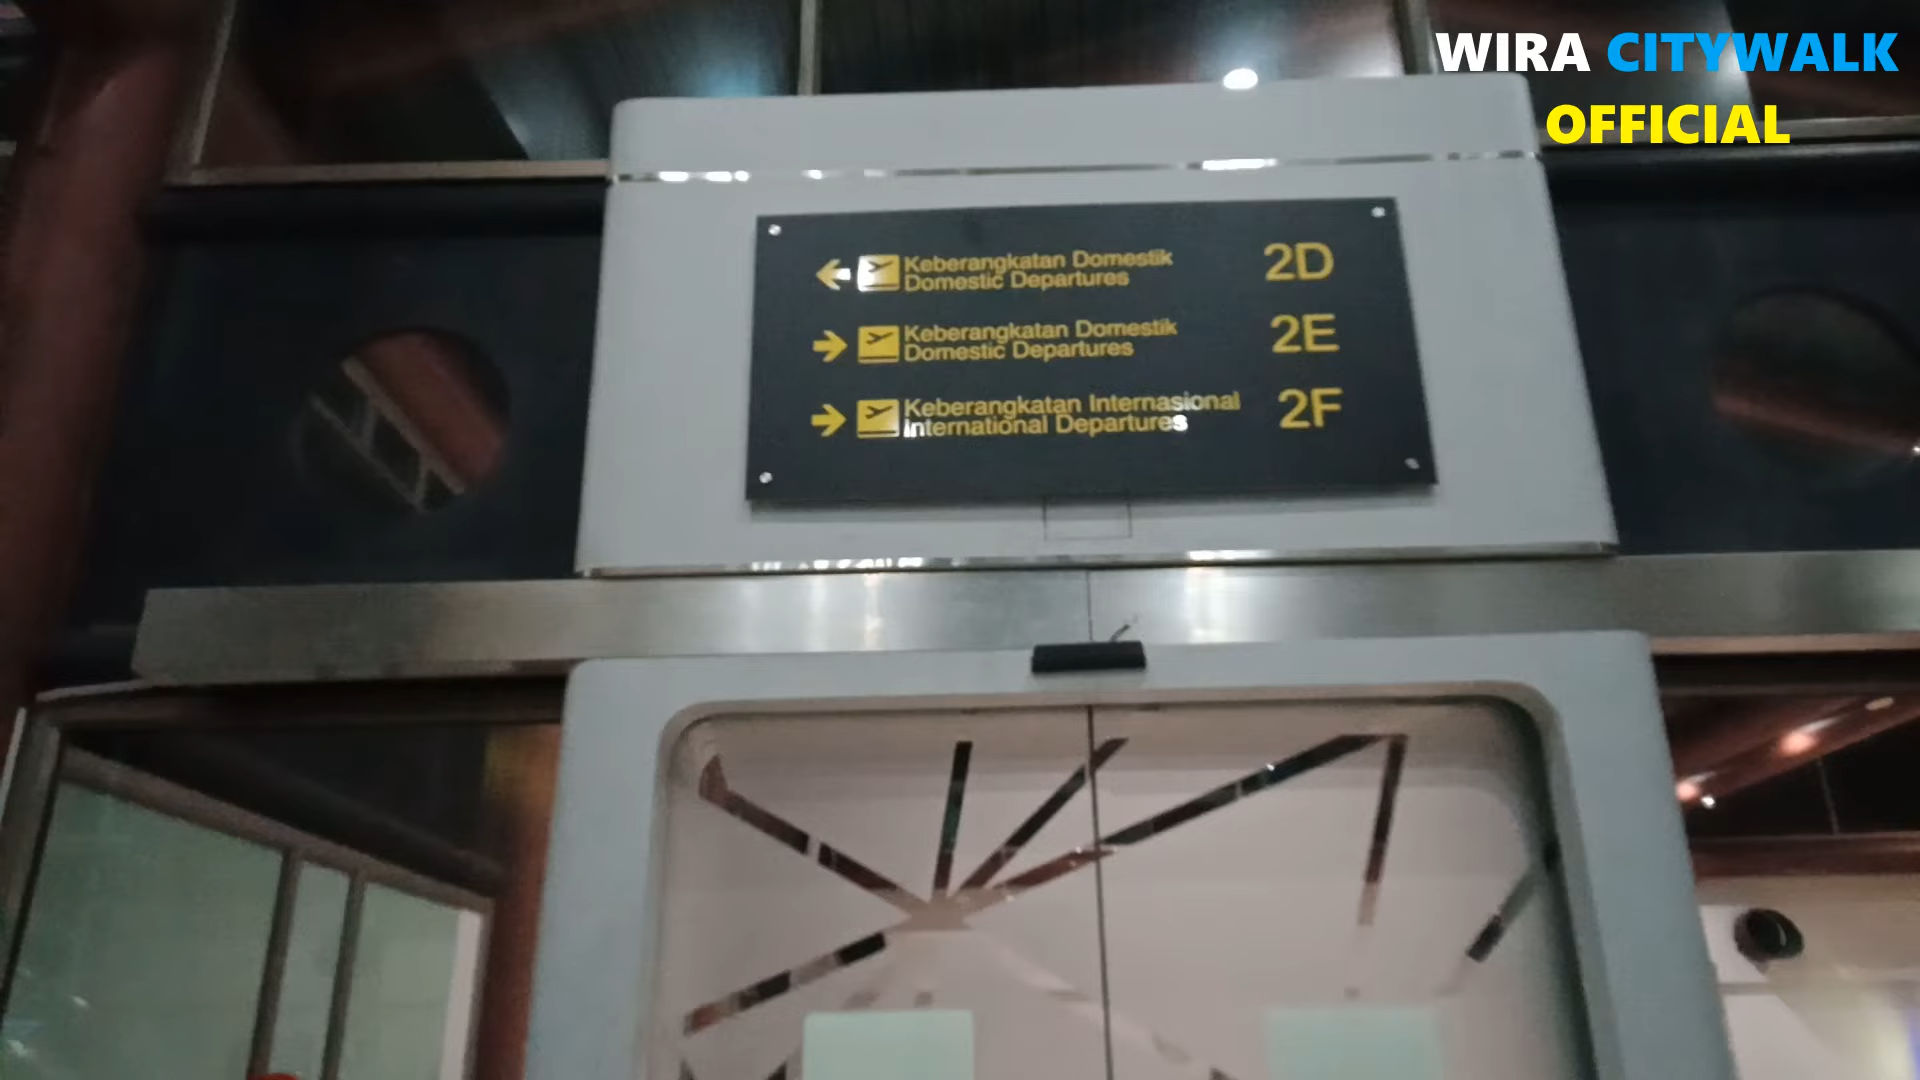 WIRA CITYWALK
OFFICIAL
Keberangkatan Domestik 2D
Domestic Departures
Keberangkatan Domestik 2E
Domestic Departures
Keberangkatan Internasional 2F
International Departures